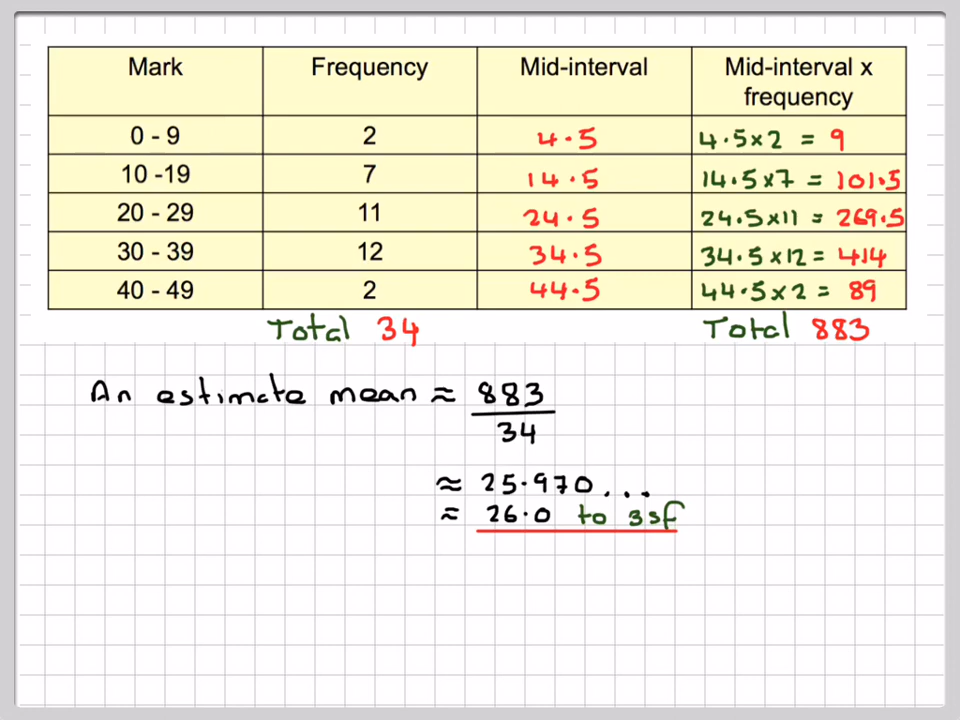 Mark Frequency Mid-interval Mid-interval x frequency
0 - 9 2 4.5 4.5x2 = 9
10 -19 7 14.5 14.5x7 = 101.5
20 - 29 11 24.5 24.5x11 = 269.5
30 - 39 12 34.5 34.5x12 = 414
40 - 49 2 44.5 44.5x2 = 89
Total 34 Total 883
An estimate mean ≈ 883
34
≈ 25.970...
≈ 26.0 to 3sf